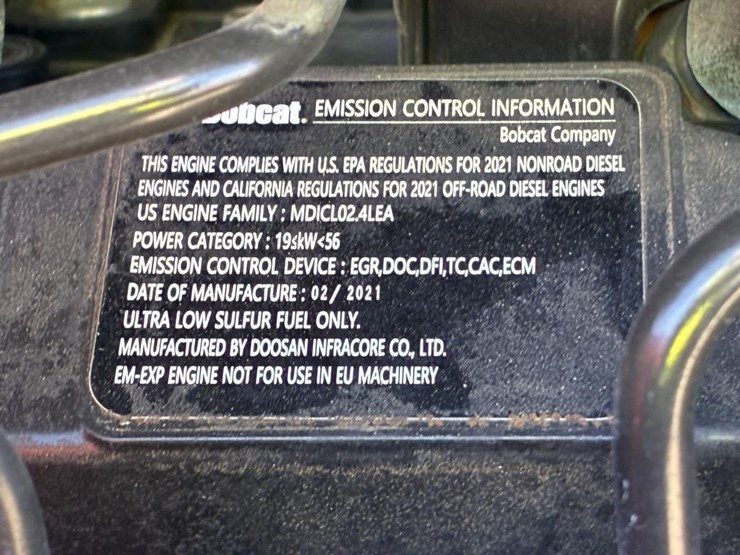 Bobcat. EMISSION CONTROL INFORMATION
Bobcat Company
THIS ENGINE COMPLIES WITH U.S. EPA REGULATIONS FOR 2021 NONROAD DIESEL
ENGINES AND CALIFORNIA REGULATIONS FOR 2021 OFF-ROAD DIESEL ENGINES
US ENGINE FAMILY : MDICL02.4LEA
POWER CATEGORY : 19≤kW<56
EMISSION CONTROL DEVICE : EGR,DOC,DFI,TC,CAC,ECM
DATE OF MANUFACTURE : 02/ 2021
ULTRA LOW SULFUR FUEL ONLY.
MANUFACTURED BY DOOSAN INFRACORE CO., LTD.
EM-EXP ENGINE NOT FOR USE IN EU MACHINERY